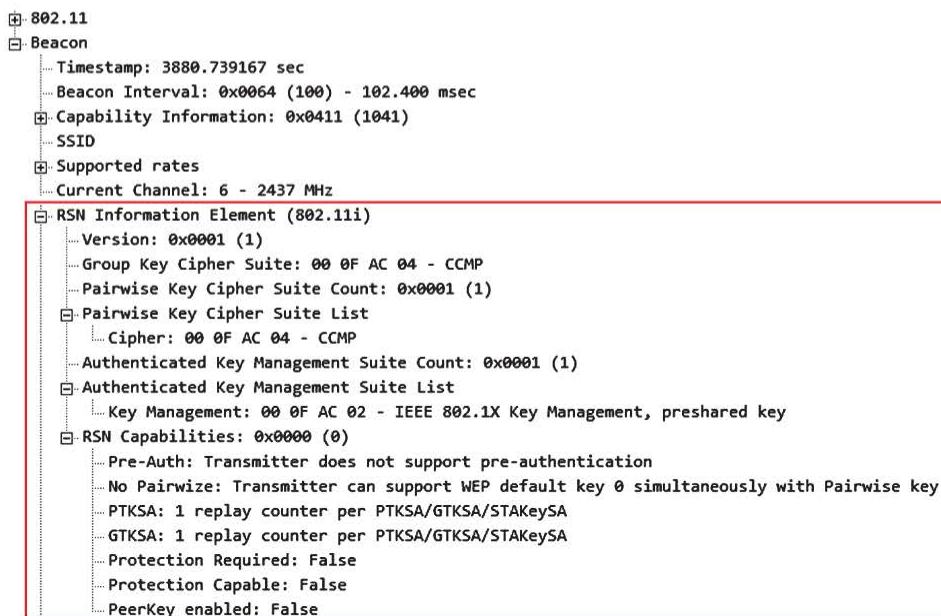 802.11
Beacon
Timestamp: 3880.739167 sec
Beacon Interval: 0x0064 (100) - 102.400 msec
Capability Information: 0x0411 (1041)
SSID
Supported rates
Current Channel: 6 - 2437 MHz
RSN Information Element (802.11i)
Version: 0x0001 (1)
Group Key Cipher Suite: 00 0F AC 04 - CCMP
Pairwise Key Cipher Suite Count: 0x0001 (1)
Pairwise Key Cipher Suite List
Cipher: 00 0F AC 04 - CCMP
Authenticated Key Management Suite Count: 0x0001 (1)
Authenticated Key Management Suite List
Key Management: 00 0F AC 02 - IEEE 802.1X Key Management, preshared key
RSN Capabilities: 0x0000 (0)
Pre-Auth: Transmitter does not support pre-authentication
No Pairwize: Transmitter can support WEP default key 0 simultaneously with Pairwise key
PTKSA: 1 replay counter per PTKSA/GTKSA/STAKeySA
GTKSA: 1 replay counter per PTKSA/GTKSA/STAKeySA
Protection Required: False
Protection Capable: False
PeerKey enabled: False